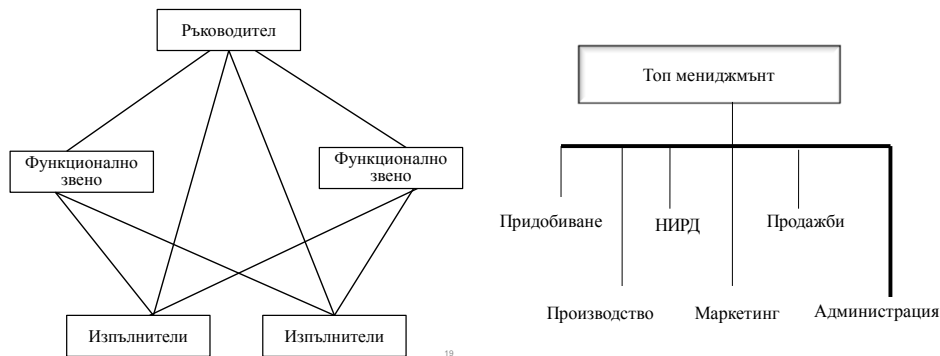 Ръководител
Функционално
звено
Функционално
звено
Изпълнители
Изпълнители
19
Топ мениджмънт
Придобиване
НИРД
Продажби
Производство
Маркетинг
Администрация